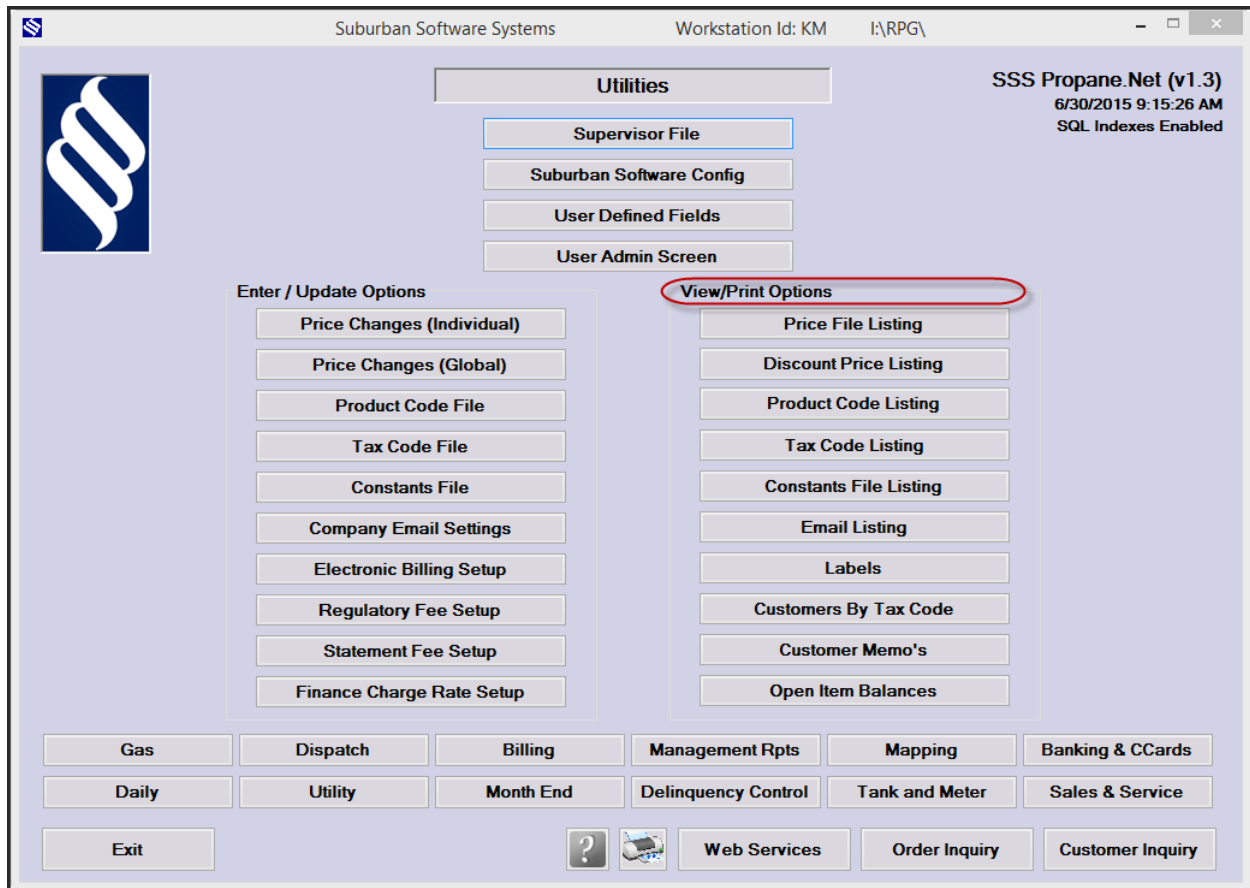 Suburban Software Systems Workstation Id: KM I:\RPG\
Utilities
SSS Propane.Net (v1.3)
6/30/2015 9:15:26 AM
SQL Indexes Enabled
Supervisor File
Suburban Software Config
User Defined Fields
User Admin Screen
Enter / Update Options
Price Changes (Individual)
Price Changes (Global)
Product Code File
Tax Code File
Constants File
Company Email Settings
Electronic Billing Setup
Regulatory Fee Setup
Statement Fee Setup
Finance Charge Rate Setup
View/Print Options
Price File Listing
Discount Price Listing
Product Code Listing
Tax Code Listing
Constants File Listing
Email Listing
Labels
Customers By Tax Code
Customer Memo's
Open Item Balances
Gas Dispatch Billing Management Rpts Mapping Banking & CCards
Daily Utility Month End Delinquency Control Tank and Meter Sales & Service
Exit ? Web Services Order Inquiry Customer Inquiry